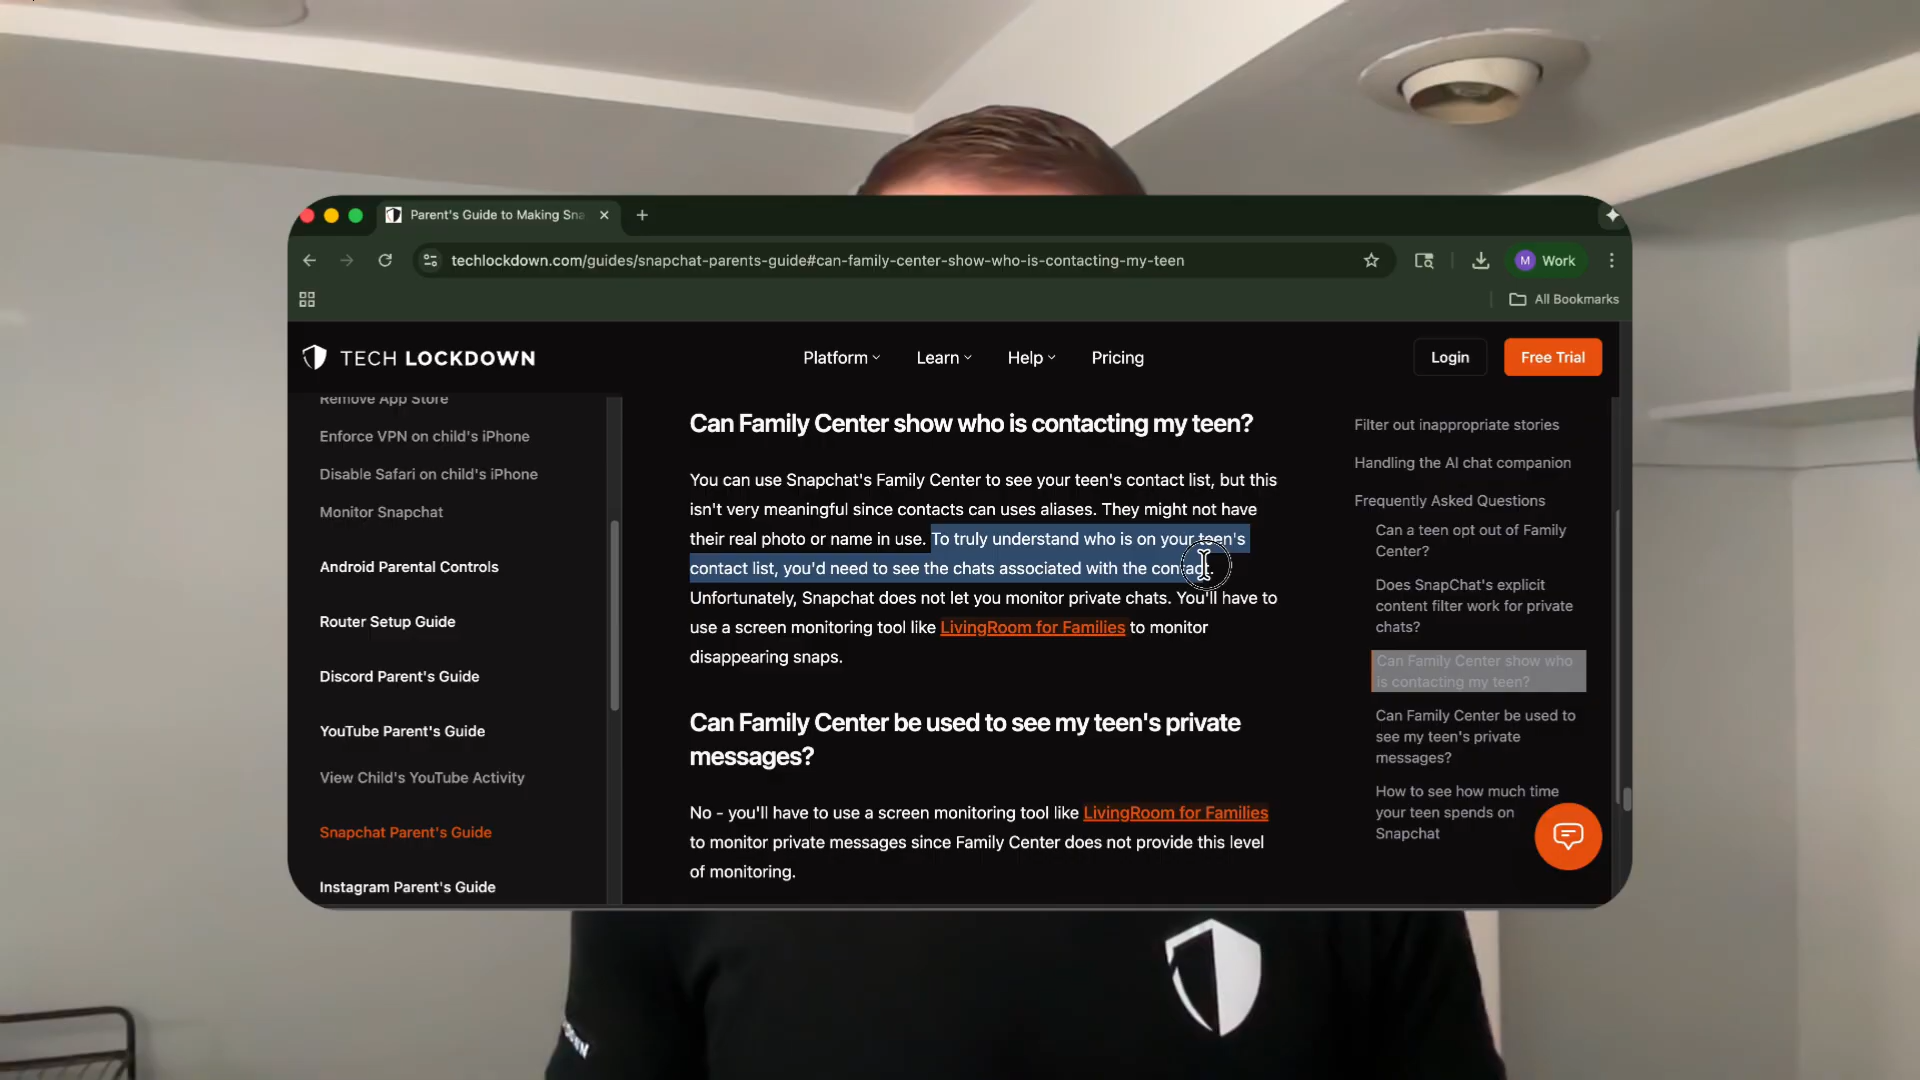 Parent's Guide to Making Sna
techlockdown.com/guides/snapchat-parents-guide#can-family-center-show-who-is-contacting-my-teen
M Work
All Bookmarks
TECH LOCKDOWN
Platform
Learn
Help
Pricing
Login
Free Trial
Remove App Store
Enforce VPN on child's iPhone
Disable Safari on child's iPhone
Monitor Snapchat
Android Parental Controls
Router Setup Guide
Discord Parent's Guide
YouTube Parent's Guide
View Child's YouTube Activity
Snapchat Parent's Guide
Instagram Parent's Guide
Can Family Center show who is contacting my teen?
You can use Snapchat's Family Center to see your teen's contact list, but this
isn't very meaningful since contacts can uses aliases. They might not have
their real photo or name in use. To truly understand who is on your teen's
contact list, you'd need to see the chats associated with the contact.
Unfortunately, Snapchat does not let you monitor private chats. You'll have to
use a screen monitoring tool like LivingRoom for Families to monitor
disappearing snaps.
Can Family Center be used to see my teen's private
messages?
No - you'll have to use a screen monitoring tool like LivingRoom for Families
to monitor private messages since Family Center does not provide this level
of monitoring.
Filter out inappropriate stories
Handling the AI chat companion
Frequently Asked Questions
Can a teen opt out of Family
Center?
Does SnapChat's explicit
content filter work for private
chats?
Can Family Center show who
is contacting my teen?
Can Family Center be used to
see my teen's private
messages?
How to see how much time
your teen spends on
Snapchat